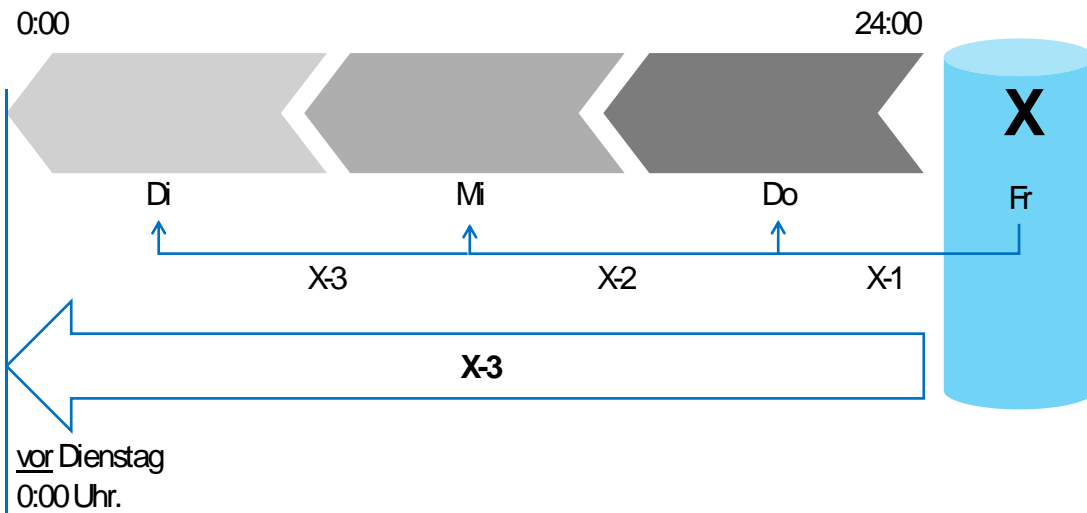 0:00 24:00
X
Di Mi Do Fr
X-3 X-2 X-1
X-3
vor Dienstag
0:00 Uhr.